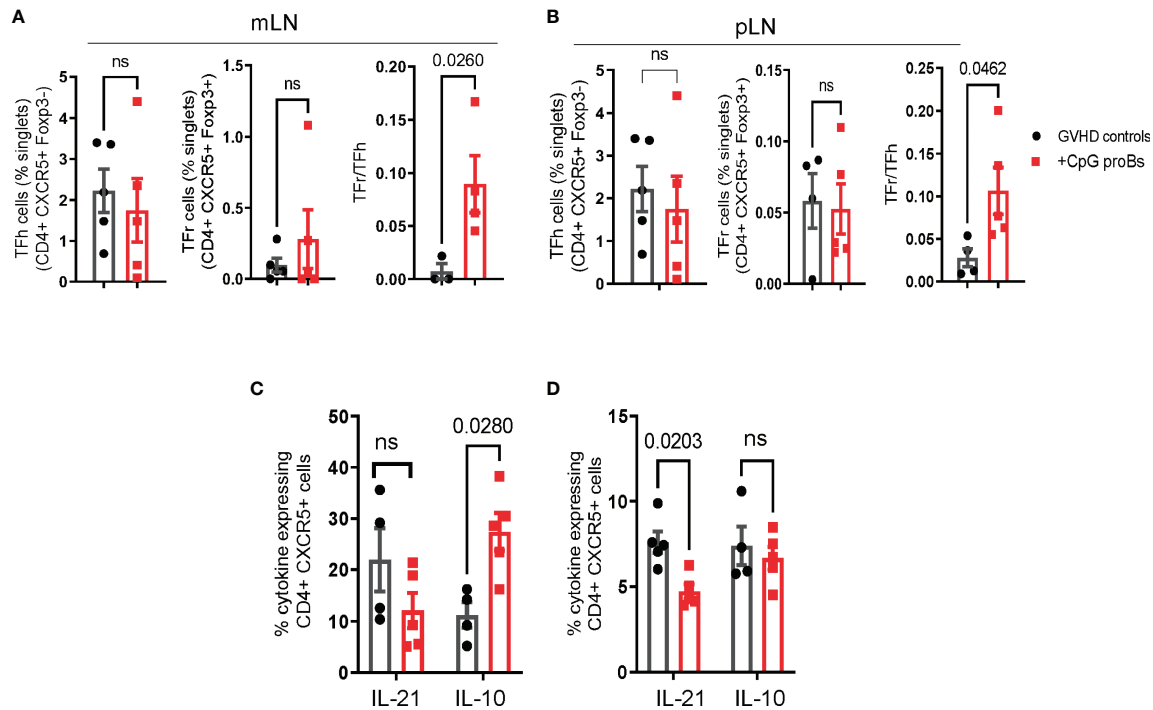 A
mLN
TFh cells (% singlets)
(CD4+ CXCR5+ Foxp3-)
5
4
3
2
1
0
ns
TFr cells (% singlets)
(CD4+ CXCR5+ Foxp3+)
1.5
1.0
0.5
0.0
ns
TFr/TFh
0.20
0.15
0.10
0.05
0.00
0.0260
B
pLN
TFh cells (% singlets)
(CD4+ CXCR5+ Foxp3-)
5
4
3
2
1
0
ns
TFr cells (% singlets)
(CD4+ CXCR5+ Foxp3+)
0.15
0.10
0.05
0.00
ns
TFr/TFh
0.25
0.20
0.15
0.10
0.05
0.00
0.0462
GVHD controls
+CpG proBs
C
% cytokine expressing
CD4+ CXCR5+ cells
50
40
30
20
10
0
ns
0.0280
IL-21 IL-10
D
% cytokine expressing
CD4+ CXCR5+ cells
15
10
5
0
0.0203
ns
IL-21 IL-10